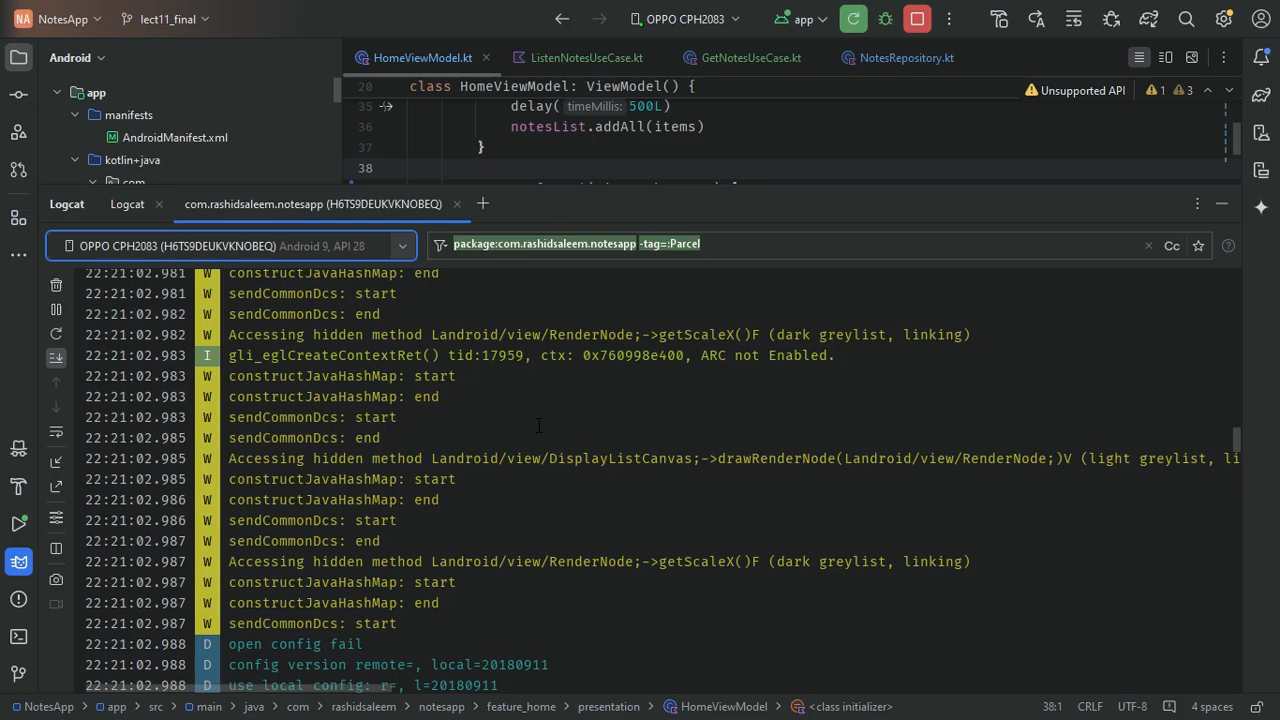 NA NotesApp lect11_final OPPO CPH2083 app
Android
HomeViewModel.kt ListenNotesUseCase.kt GetNotesUseCase.kt NotesRepository.kt
app
manifests
AndroidManifest.xml
kotlin+java
com
20 class HomeViewModel: ViewModel() {
Unsupported API 1 3
35 delay( timeMillis: 500L)
36 notesList.addAll(items)
37 }
38
Logcat Logcat com.rashidsaleem.notesapp (H6TS9DEUKVKNOBEQ)
OPPO CPH2083 (H6TS9DEUKVKNOBEQ) Android 9, API 28 package:com.rashidsaleem.notesapp -tag=:Parcel Cc
22:21:02.981 W constructJavaHashMap: end
22:21:02.981 W sendCommonDcs: start
22:21:02.982 W sendCommonDcs: end
22:21:02.982 W Accessing hidden method Landroid/view/RenderNode;->getScaleX()F (dark greylist, linking)
22:21:02.983 I gli_eglCreateContextRet() tid:17959, ctx: 0x760998e400, ARC not Enabled.
22:21:02.983 W constructJavaHashMap: start
22:21:02.983 W constructJavaHashMap: end
22:21:02.983 W sendCommonDcs: start
22:21:02.985 W sendCommonDcs: end
22:21:02.985 W Accessing hidden method Landroid/view/DisplayListCanvas;->drawRenderNode(Landroid/view/RenderNode;)V (light greylist, li
22:21:02.985 W constructJavaHashMap: start
22:21:02.986 W constructJavaHashMap: end
22:21:02.986 W sendCommonDcs: start
22:21:02.987 W sendCommonDcs: end
22:21:02.987 W Accessing hidden method Landroid/view/RenderNode;->getScaleX()F (dark greylist, linking)
22:21:02.987 W constructJavaHashMap: start
22:21:02.987 W constructJavaHashMap: end
22:21:02.987 W sendCommonDcs: start
22:21:02.988 D open config fail
22:21:02.988 D config version remote=, local=20180911
22:21:02.988 D use local config: r=, l=20180911
NotesApp app src main java com rashidsaleem notesapp feature_home presentation HomeViewModel <class initializer> 38:1 CRLF UTF-8 4 spaces